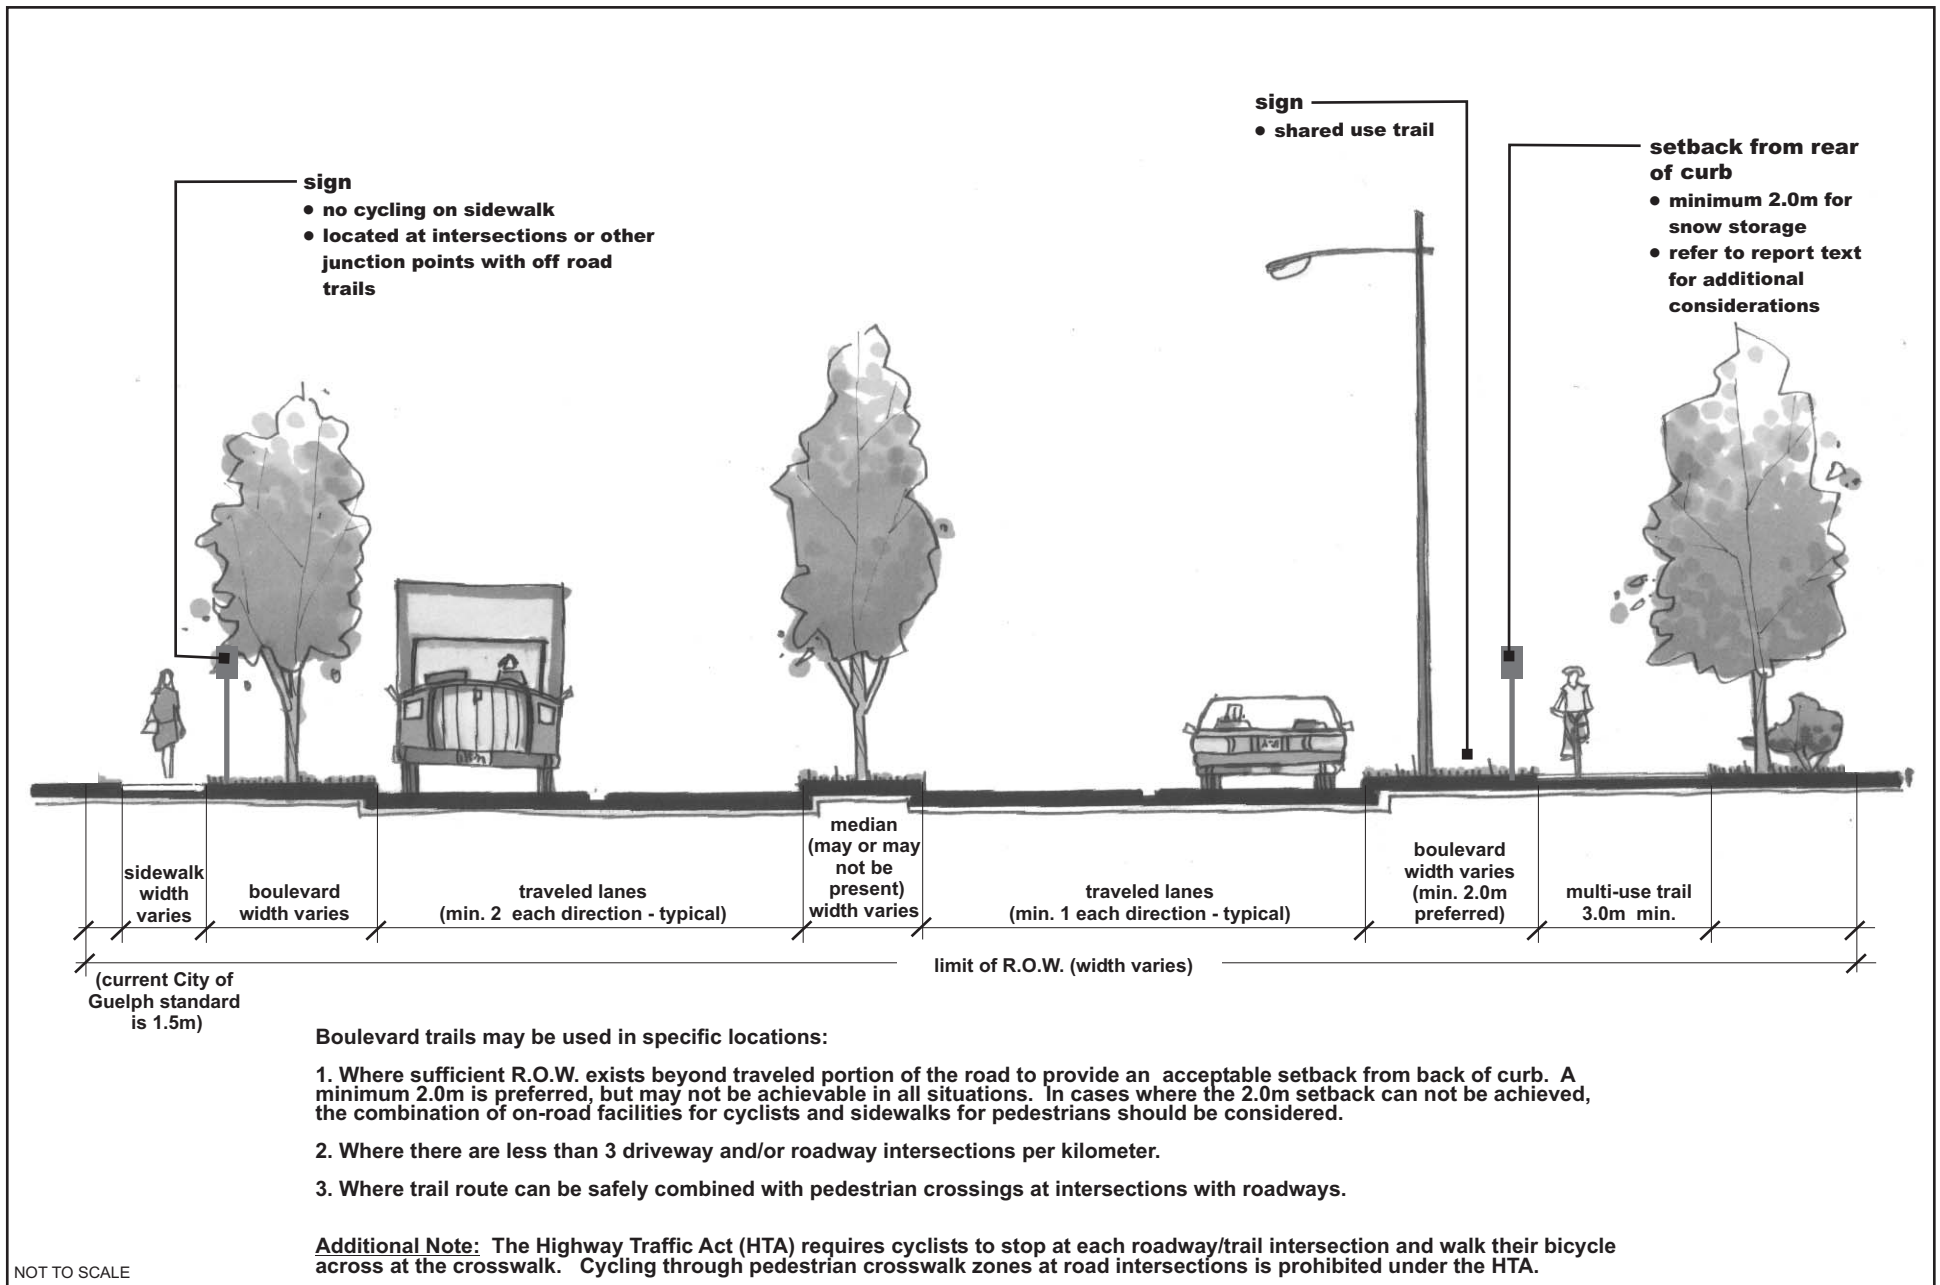 sign
• shared use trail
setback from rear
of curb
• minimum 2.0m for
snow storage
• refer to report text
for additional
considerations
sign
• no cycling on sidewalk
• located at intersections or other
junction points with off road
trails
sidewalk
width
varies
boulevard
width varies
traveled lanes
(min. 2 each direction - typical)
median
(may or may
not be
present)
width varies
traveled lanes
(min. 1 each direction - typical)
boulevard
width varies
(min. 2.0m
preferred)
multi-use trail
3.0m min.
limit of R.O.W. (width varies)
(current City of
Guelph standard
is 1.5m)
Boulevard trails may be used in specific locations:
1. Where sufficient R.O.W. exists beyond traveled portion of the road to provide an acceptable setback from back of curb. A
minimum 2.0m is preferred, but may not be achievable in all situations. In cases where the 2.0m setback can not be achieved,
the combination of on-road facilities for cyclists and sidewalks for pedestrians should be considered.
2. Where there are less than 3 driveway and/or roadway intersections per kilometer.
3. Where trail route can be safely combined with pedestrian crossings at intersections with roadways.
Additional Note: The Highway Traffic Act (HTA) requires cyclists to stop at each roadway/trail intersection and walk their bicycle
across at the crosswalk. Cycling through pedestrian crosswalk zones at road intersections is prohibited under the HTA.
NOT TO SCALE